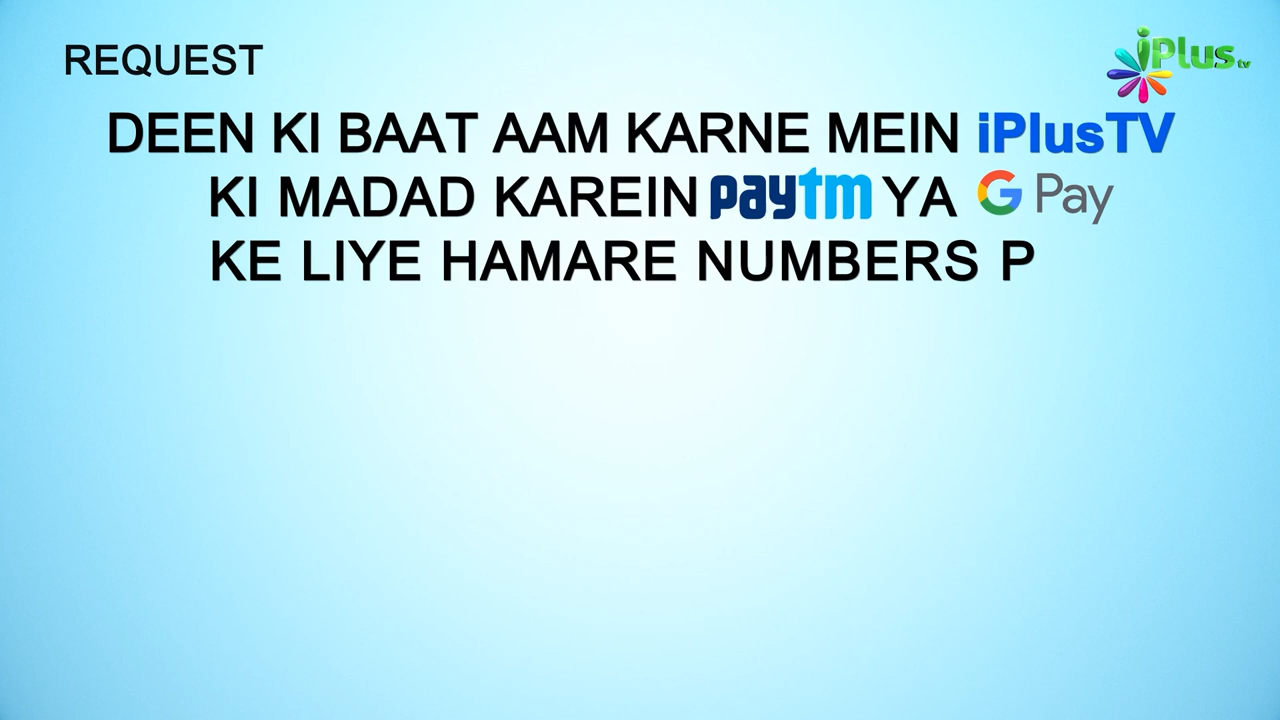 REQUEST
iPlus tv
DEEN KI BAAT AAM KARNE MEIN iPlusTV
KI MADAD KAREIN paytm YA G Pay
KE LIYE HAMARE NUMBERS P